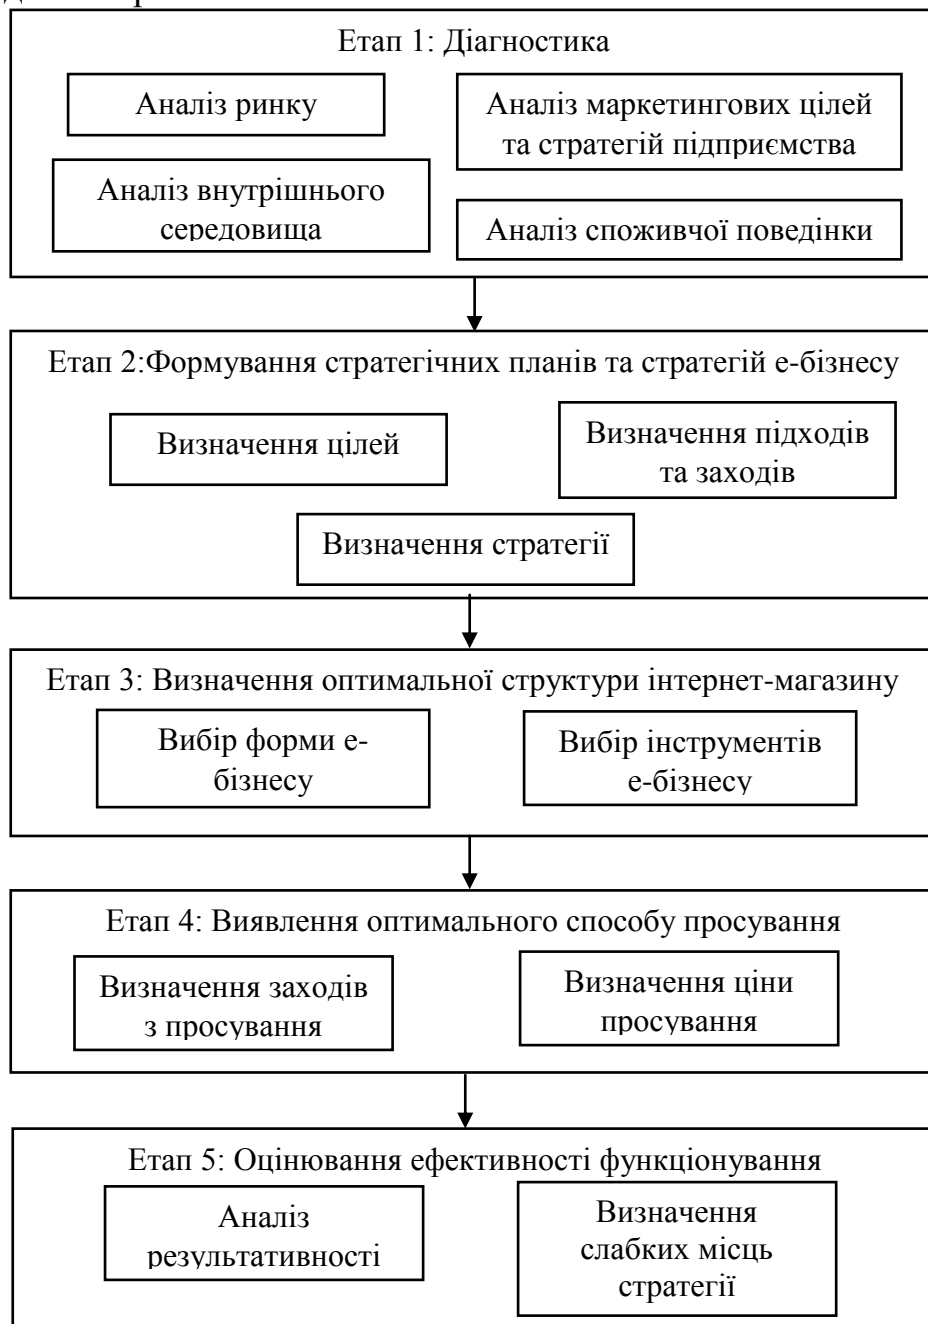 Етап 1: Діагностика
Аналіз ринку
Аналіз маркетингових цілей
та стратегій підприємства
Аналіз внутрішнього
середовища
Аналіз споживчої поведінки
Етап 2:Формування стратегічних планів та стратегій е-бізнесу
Визначення цілей
Визначення підходів
та заходів
Визначення стратегії
Етап 3: Визначення оптимальної структури інтернет-магазину
Вибір форми е-
бізнесу
Вибір інструментів
е-бізнесу
Етап 4: Виявлення оптимального способу просування
Визначення заходів
з просування
Визначення ціни
просування
Етап 5: Оцінювання ефективності функціонування
Аналіз
результативності
Визначення
слабких місць
стратегії